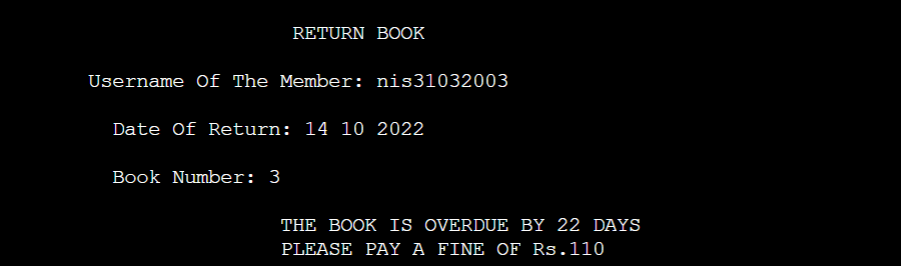 RETURN BOOK
Username Of The Member: nis31032003
Date Of Return: 14 10 2022
Book Number: 3
THE BOOK IS OVERDUE BY 22 DAYS
PLEASE PAY A FINE OF Rs.110